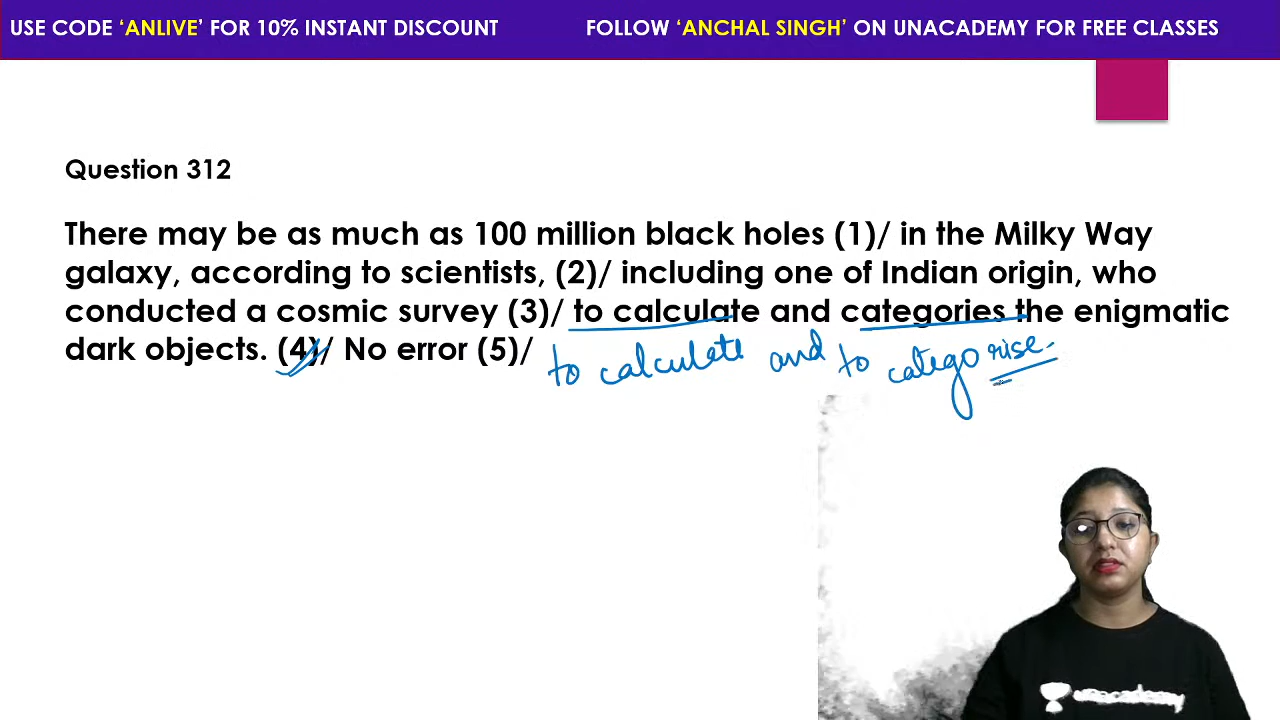 USE CODE ‘ANLIVE’ FOR 10% INSTANT DISCOUNT FOLLOW ‘ANCHAL SINGH’ ON UNACADEMY FOR FREE CLASSES
Question 312
There may be as much as 100 million black holes (1)/ in the Milky Way
galaxy, according to scientists, (2)/ including one of Indian origin, who
conducted a cosmic survey (3)/ to calculate and categories the enigmatic
dark objects. (4)/ No error (5)/
to calculate and to categorise.
unacademy